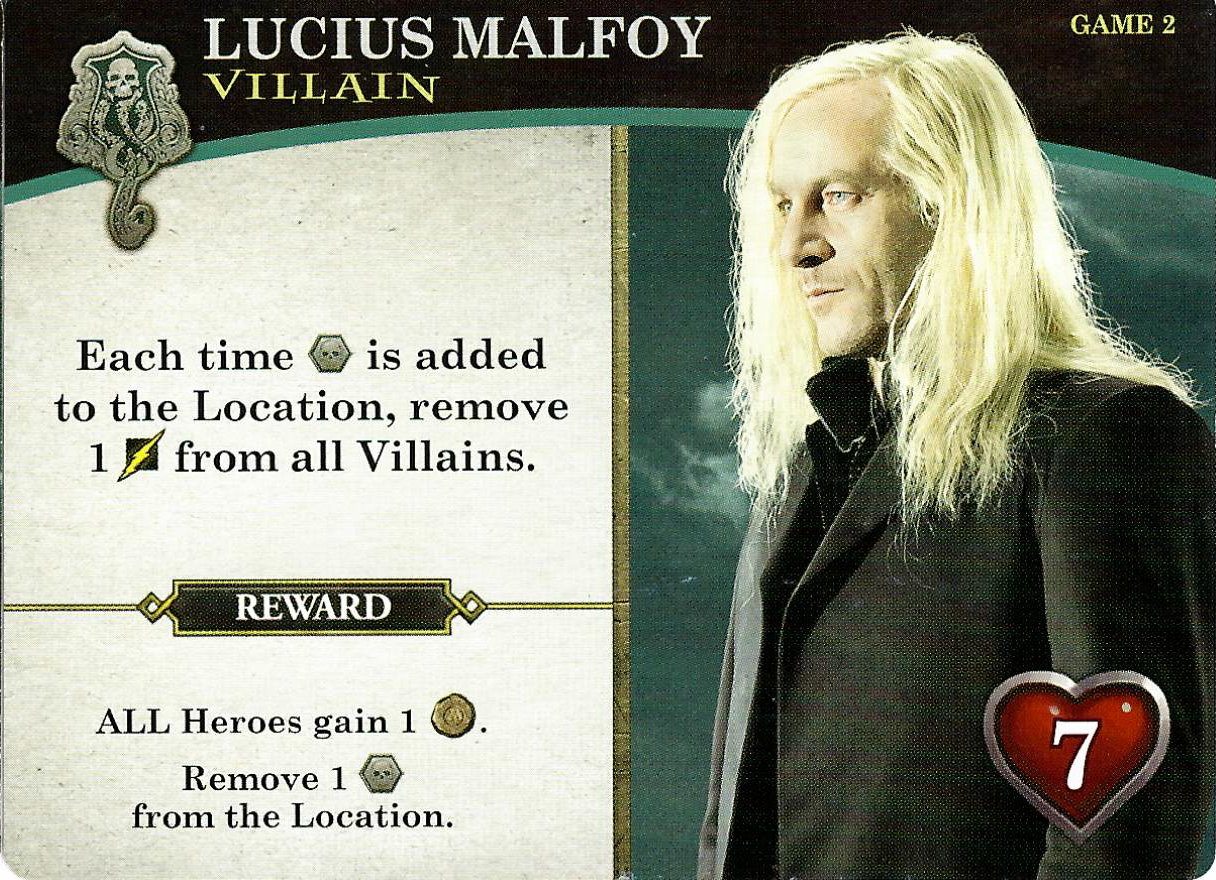 LUCIUS MALFOY
VILLAIN
GAME 2
Each time is added
to the Location, remove
1 from all Villains.
REWARD
ALL Heroes gain 1 .
Remove 1
from the Location.
7